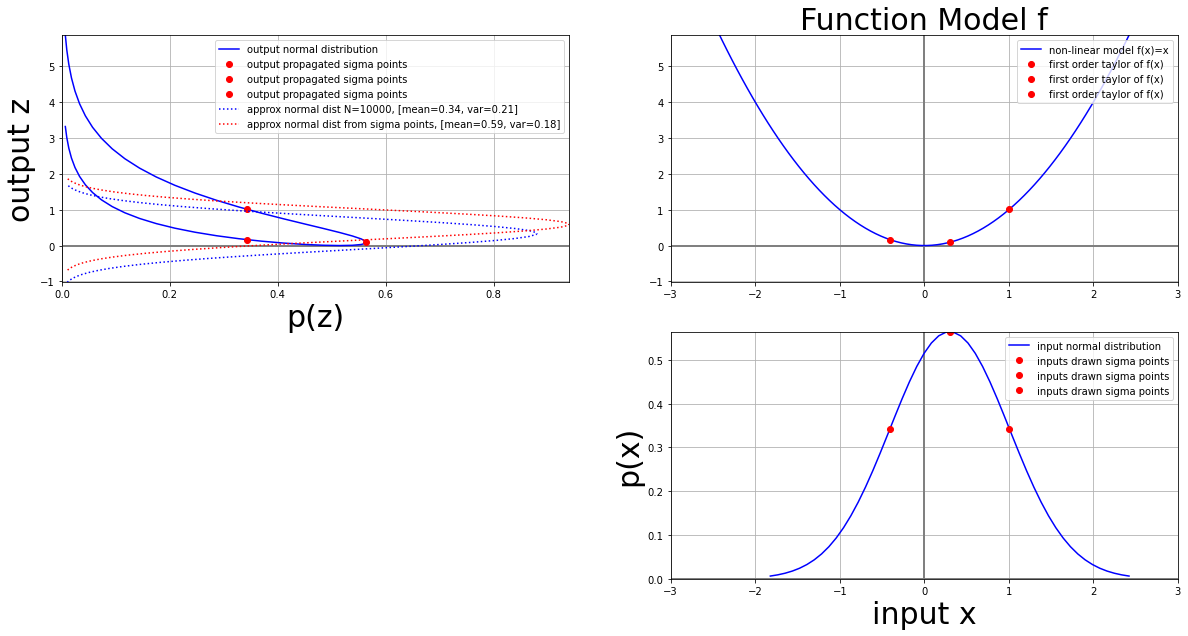 output normal distribution
output propagated sigma points
output propagated sigma points
output propagated sigma points
approx normal dist N=10000, [mean=0.34, var=0.21]
approx normal dist from sigma points, [mean=0.59, var=0.18]
5
4
3
2
1
0
−1
0.0 0.2 0.4 0.6 0.8
output z
p(z)
Function Model f
non-linear model f(x)=x
first order taylor of f(x)
first order taylor of f(x)
first order taylor of f(x)
5
4
3
2
1
0
−1
−3 −2 −1 0 1 2 3
input normal distribution
inputs drawn sigma points
inputs drawn sigma points
inputs drawn sigma points
0.5
0.4
0.3
0.2
0.1
0.0
−3 −2 −1 0 1 2 3
p(x)
input x